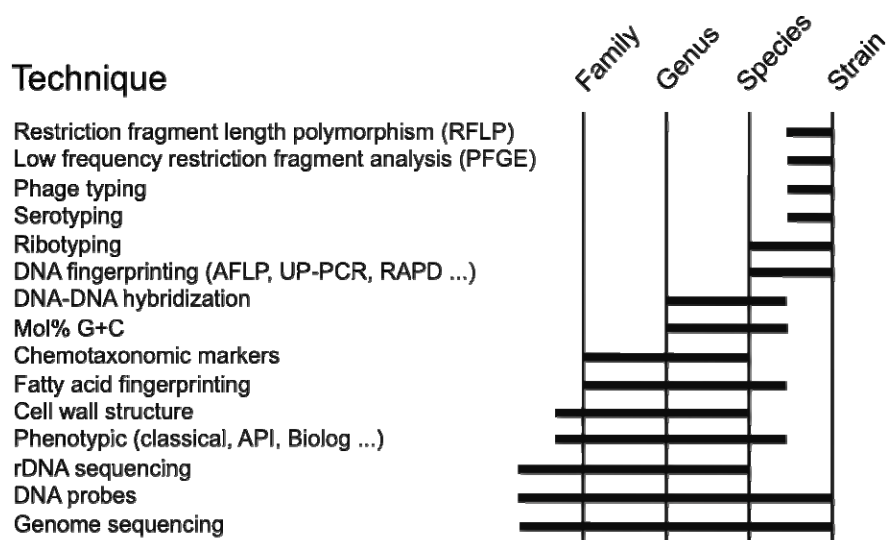 Technique
Family
Genus
Species
Strain
Restriction fragment length polymorphism (RFLP)
Low frequency restriction fragment analysis (PFGE)
Phage typing
Serotyping
Ribotyping
DNA fingerprinting (AFLP, UP-PCR, RAPD ...)
DNA-DNA hybridization
Mol% G+C
Chemotaxonomic markers
Fatty acid fingerprinting
Cell wall structure
Phenotypic (classical, API, Biolog ...)
rDNA sequencing
DNA probes
Genome sequencing